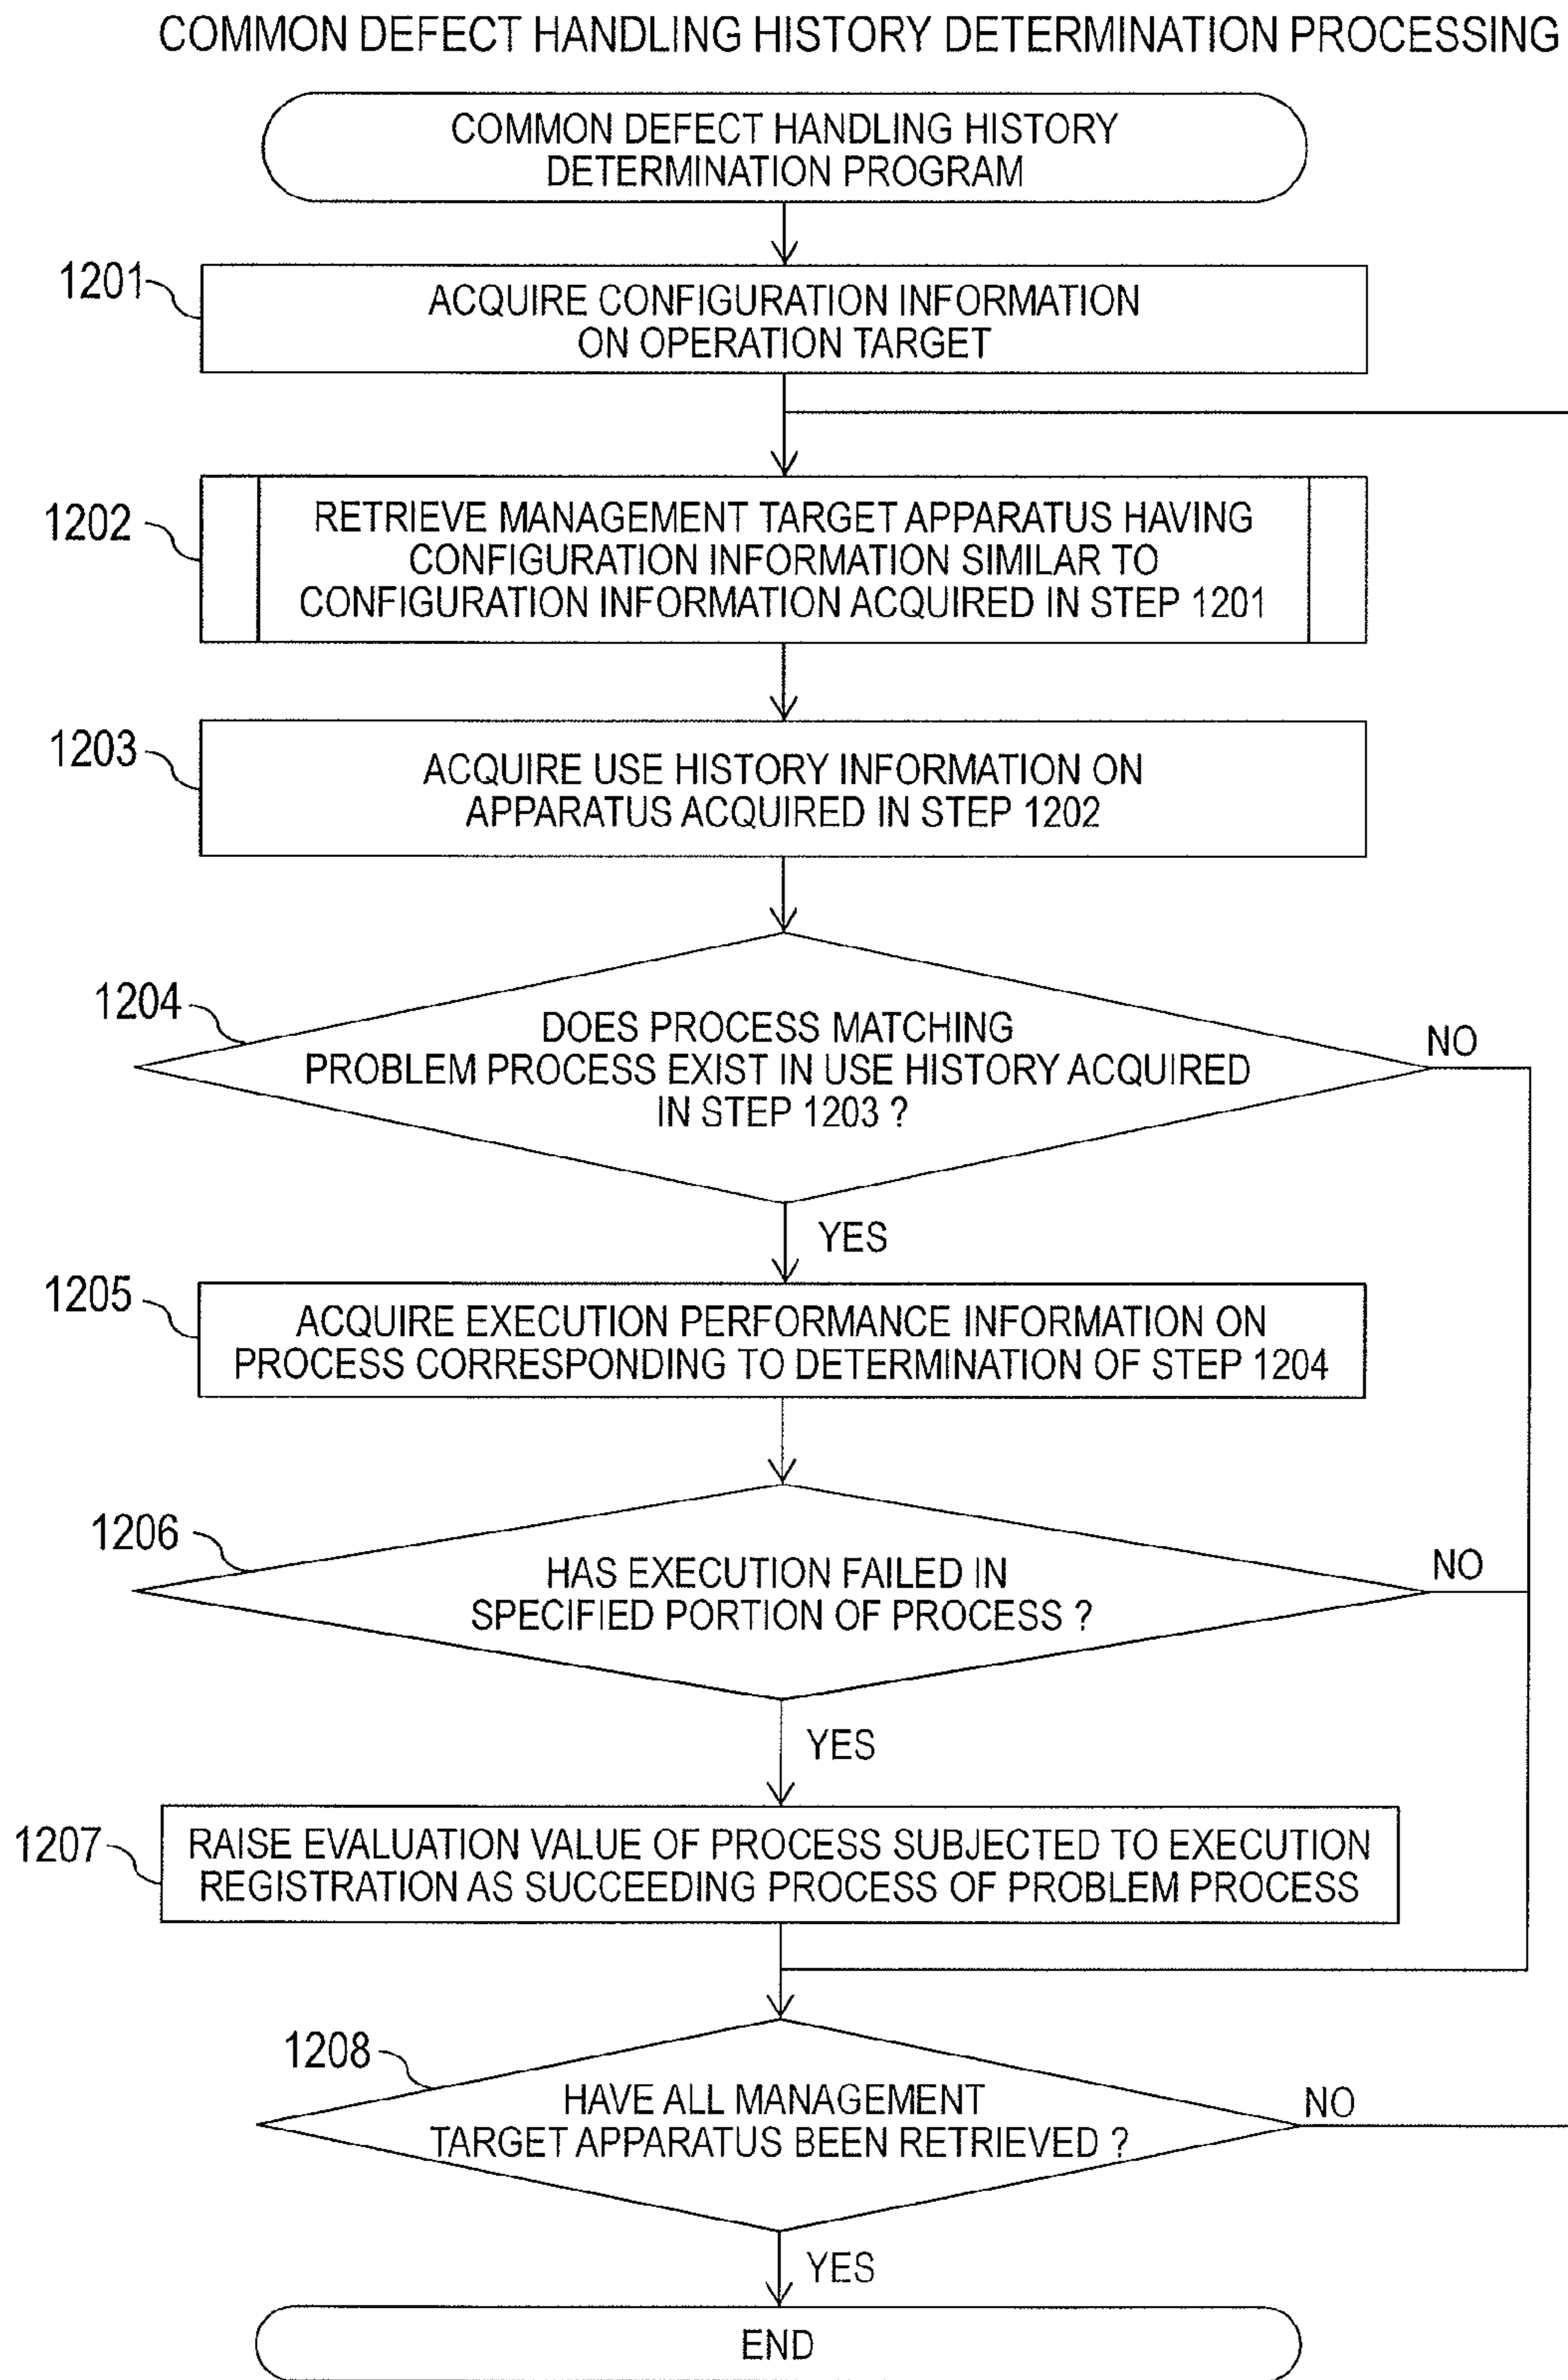 COMMON DEFECT HANDLING HISTORY DETERMINATION PROCESSING
COMMON DEFECT HANDLING HISTORY
DETERMINATION PROGRAM
1201
ACQUIRE CONFIGURATION INFORMATION
ON OPERATION TARGET
1202
RETRIEVE MANAGEMENT TARGET APPARATUS HAVING
CONFIGURATION INFORMATION SIMILAR TO
CONFIGURATION INFORMATION ACQUIRED IN STEP 1201
1203
ACQUIRE USE HISTORY INFORMATION ON
APPARATUS ACQUIRED IN STEP 1202
1204
DOES PROCESS MATCHING
PROBLEM PROCESS EXIST IN USE HISTORY ACQUIRED
IN STEP 1203 ?
NO
YES
1205
ACQUIRE EXECUTION PERFORMANCE INFORMATION ON
PROCESS CORRESPONDING TO DETERMINATION OF STEP 1204
1206
HAS EXECUTION FAILED IN
SPECIFIED PORTION OF PROCESS ?
NO
YES
1207
RAISE EVALUATION VALUE OF PROCESS SUBJECTED TO EXECUTION
REGISTRATION AS SUCCEEDING PROCESS OF PROBLEM PROCESS
1208
HAVE ALL MANAGEMENT
TARGET APPARATUS BEEN RETRIEVED ?
NO
YES
END